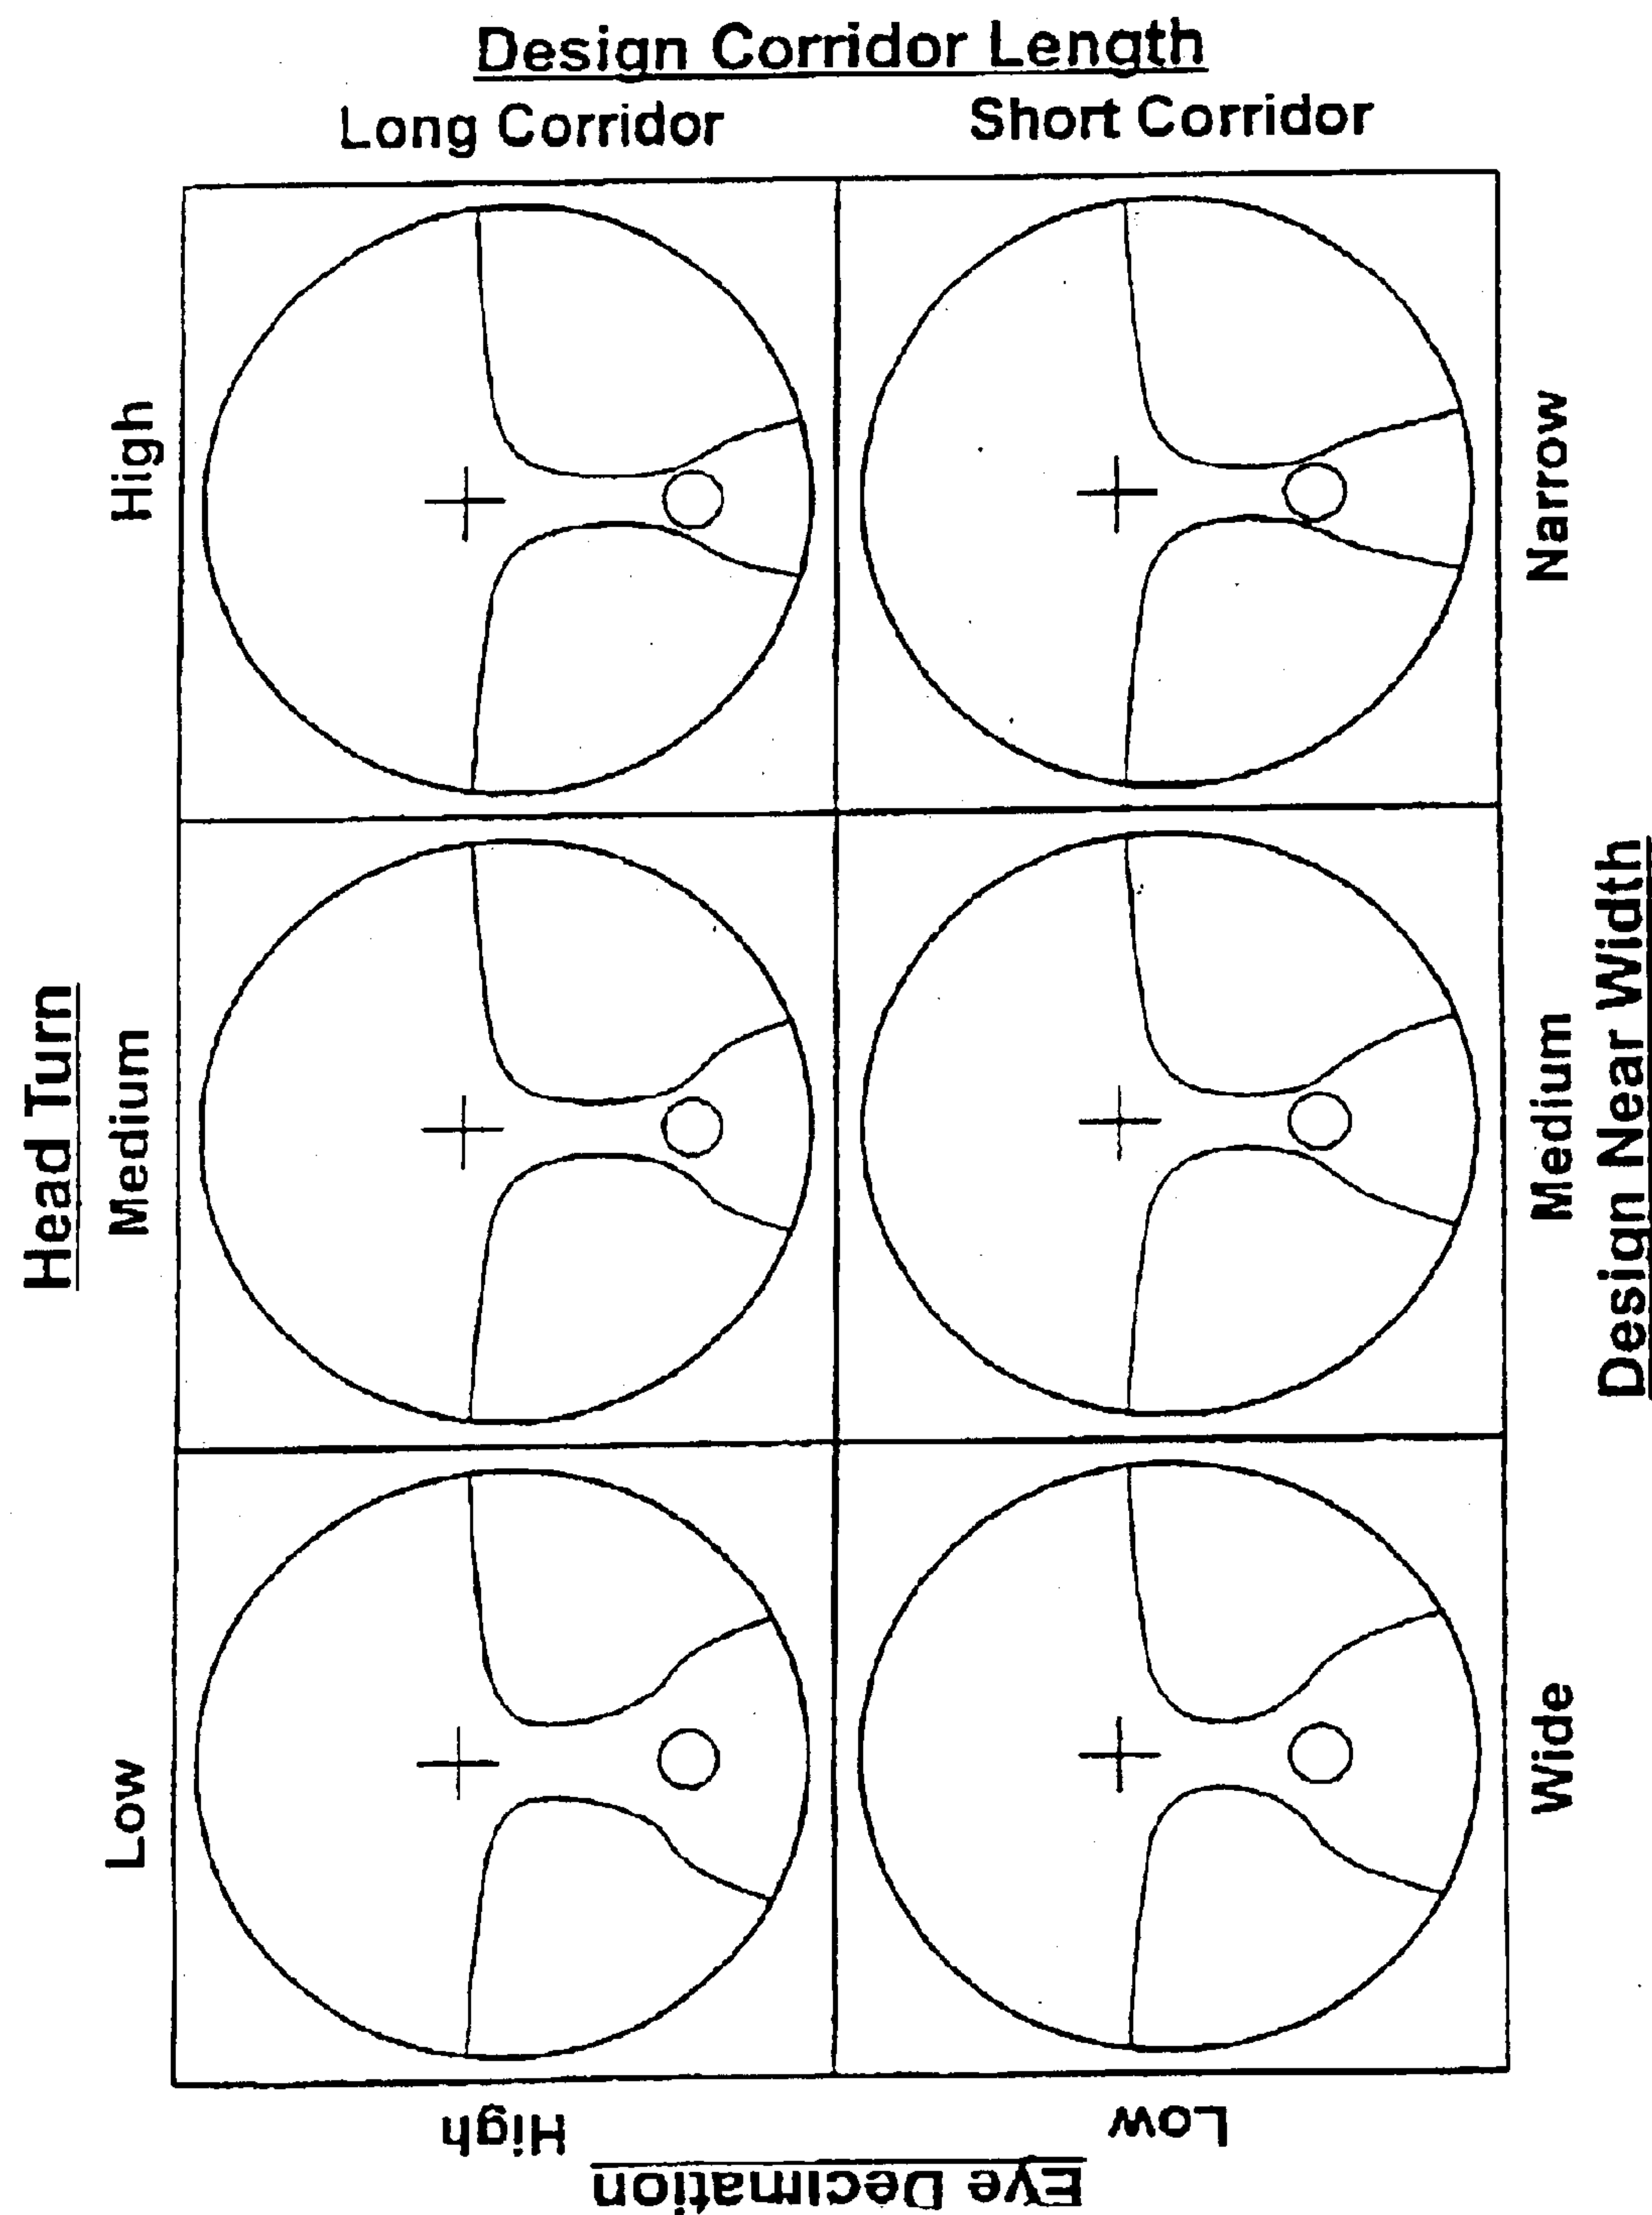 Design Corridor Length
Long Corridor
Short Corridor
Head Turn
High
Medium
Low
Narrow
Medium
Wide
Design Near Width
High
Low
Eye Decimation